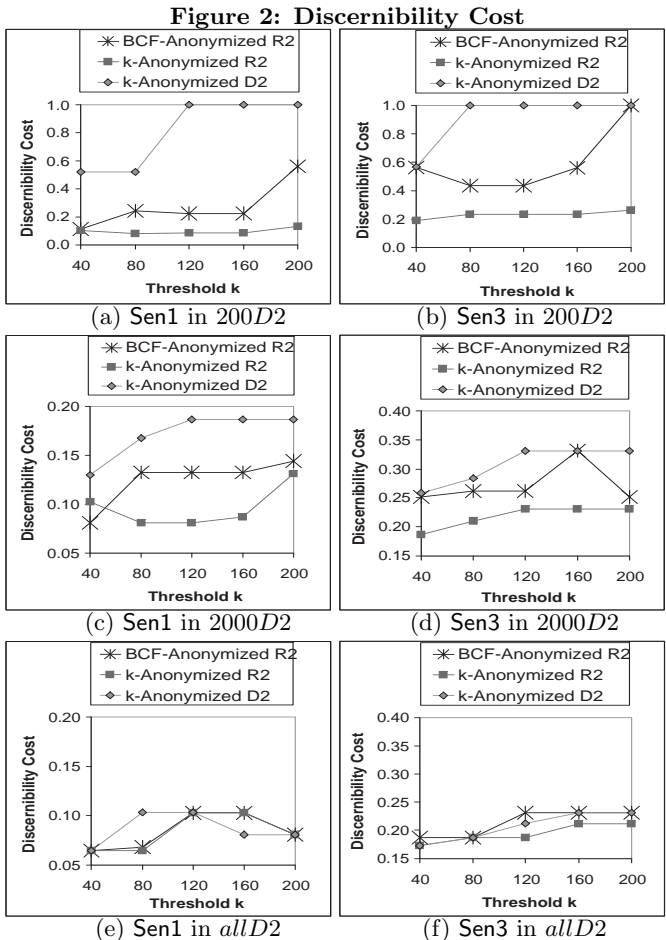 Figure 2: Discernibility Cost
BCF-Anonymized R2
k-Anonymized R2
k-Anonymized D2
1.0
0.8
0.6
0.4
0.2
0.0
Discernibility Cost
40 80 120 160 200
Threshold k
(a) Sen1 in 200D2
BCF-Anonymized R2
k-Anonymized R2
k-Anonymized D2
1.0
0.8
0.6
0.4
0.2
0.0
Discernibility Cost
40 80 120 160 200
Threshold k
(b) Sen3 in 200D2
BCF-Anonymized R2
k-Anonymized R2
k-Anonymized D2
0.20
0.15
0.10
0.05
Discernibility Cost
40 80 120 160 200
Threshold k
(c) Sen1 in 2000D2
BCF-Anonymized R2
k-Anonymized R2
k-Anonymized D2
0.40
0.35
0.30
0.25
0.20
0.15
Discernibility Cost
40 80 120 160 200
Threshold k
(d) Sen3 in 2000D2
BCF-Anonymized R2
k-Anonymized R2
k-Anonymized D2
0.20
0.15
0.10
0.05
Discernibility Cost
40 80 120 160 200
Threshold k
(e) Sen1 in allD2
BCF-Anonymized R2
k-Anonymized R2
k-Anonymized D2
0.40
0.35
0.30
0.25
0.20
0.15
Discernibility Cost
40 80 120 160 200
Threshold k
(f) Sen3 in allD2